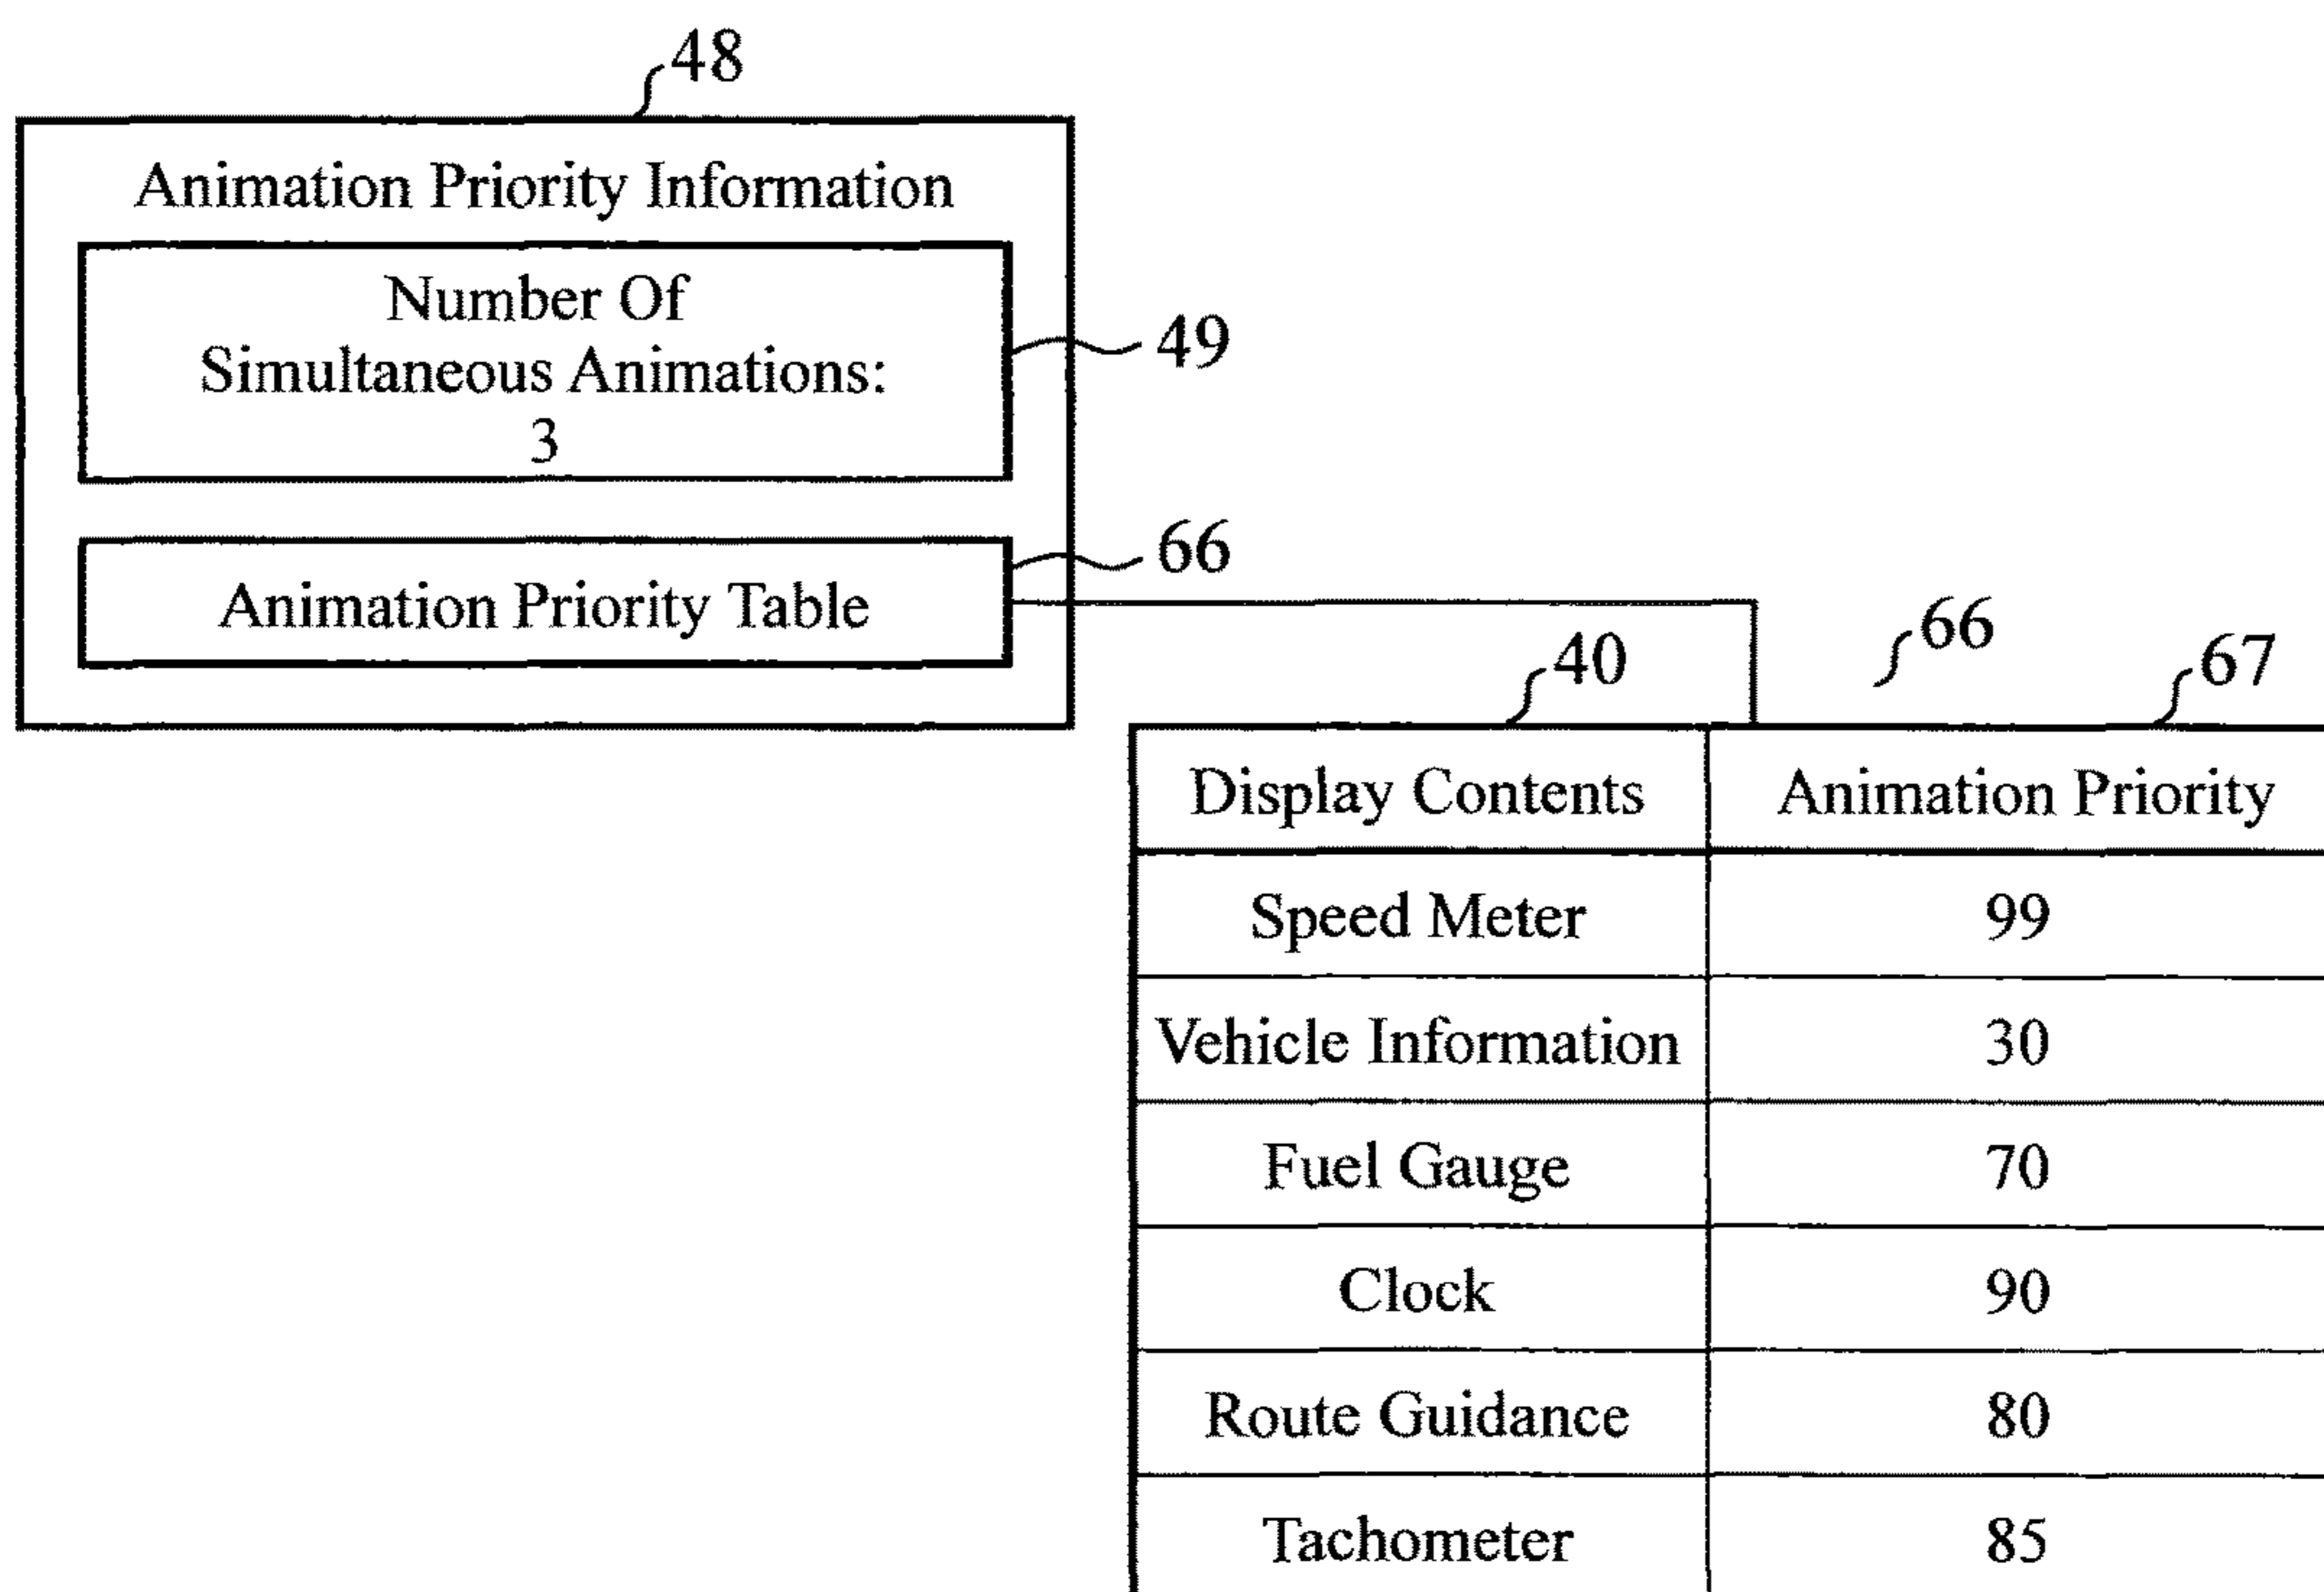 48
Animation Priority Information
Number Of
Simultaneous Animations:
3
49
Animation Priority Table
66
66
40
67
Display Contents Animation Priority
Speed Meter 99
Vehicle Information 30
Fuel Gauge 70
Clock 90
Route Guidance 80
Tachometer 85